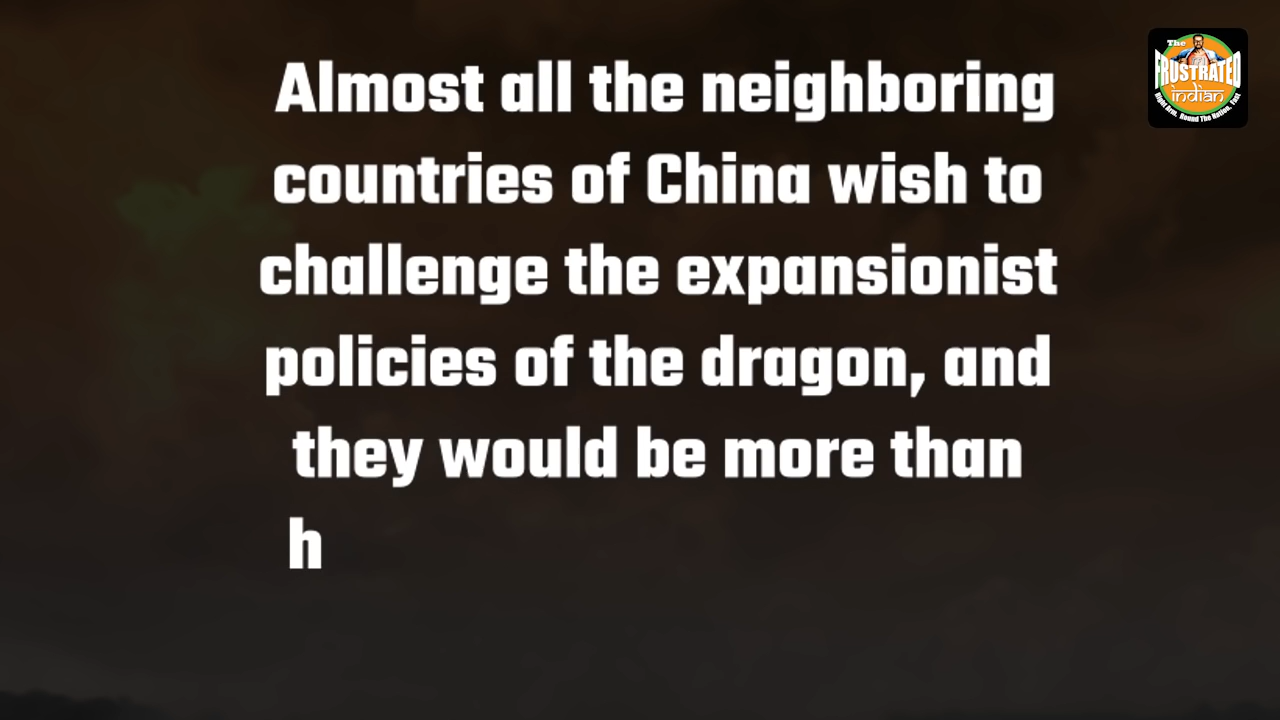 The
FRUSTRATED
indian
Almost all the neighboring
countries of China wish to
challenge the expansionist
policies of the dragon, and
they would be more than
h